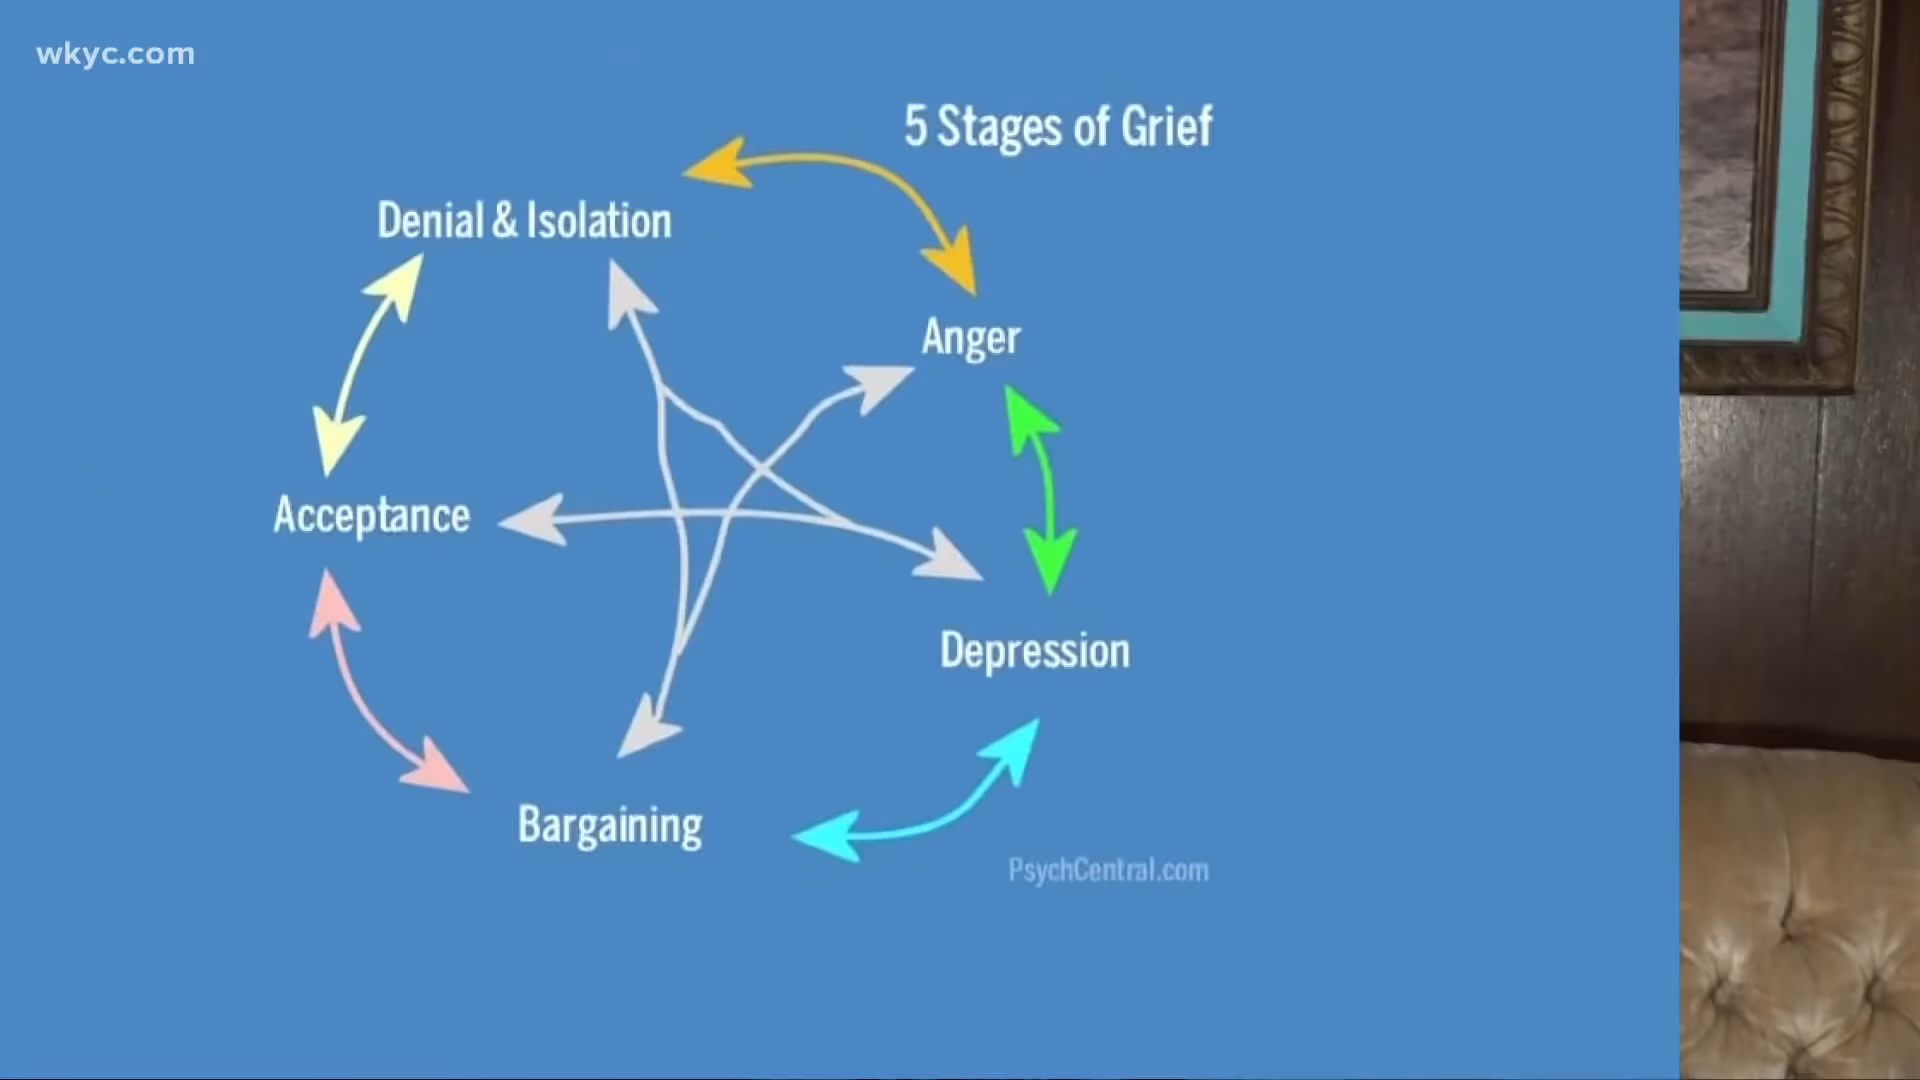 wkyc.com
5 Stages of Grief
Denial & Isolation
Anger
Acceptance
Depression
Bargaining
PsychCentral.com